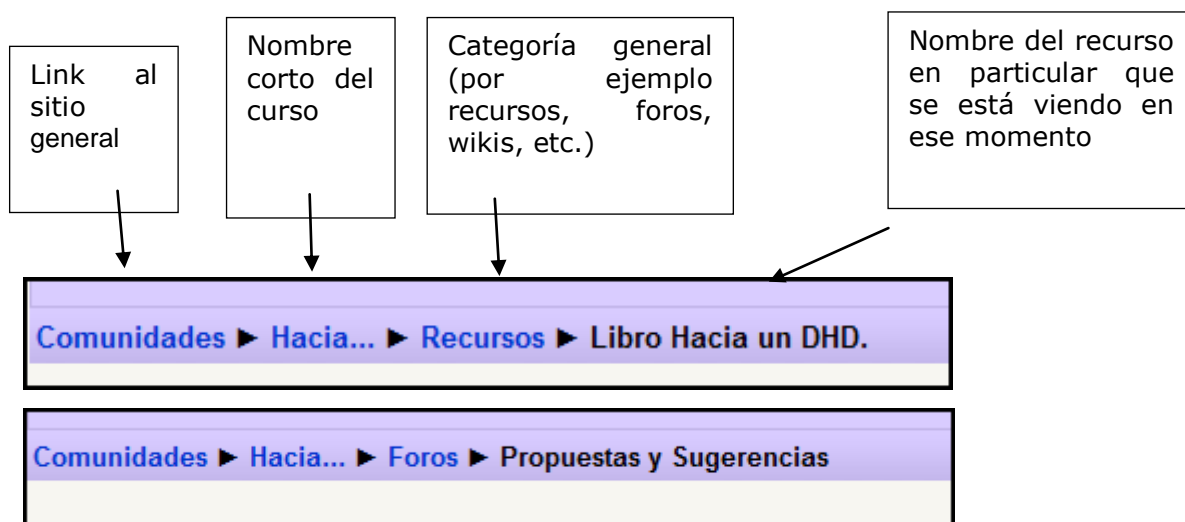 Link al
sitio
general
Nombre
corto del
curso
Categoría general
(por ejemplo
recursos, foros,
wikis, etc.)
Nombre del recurso
en particular que
se está viendo en
ese momento
Comunidades ► Hacia... ► Recursos ► Libro Hacia un DHD.
Comunidades ► Hacia... ► Foros ► Propuestas y Sugerencias